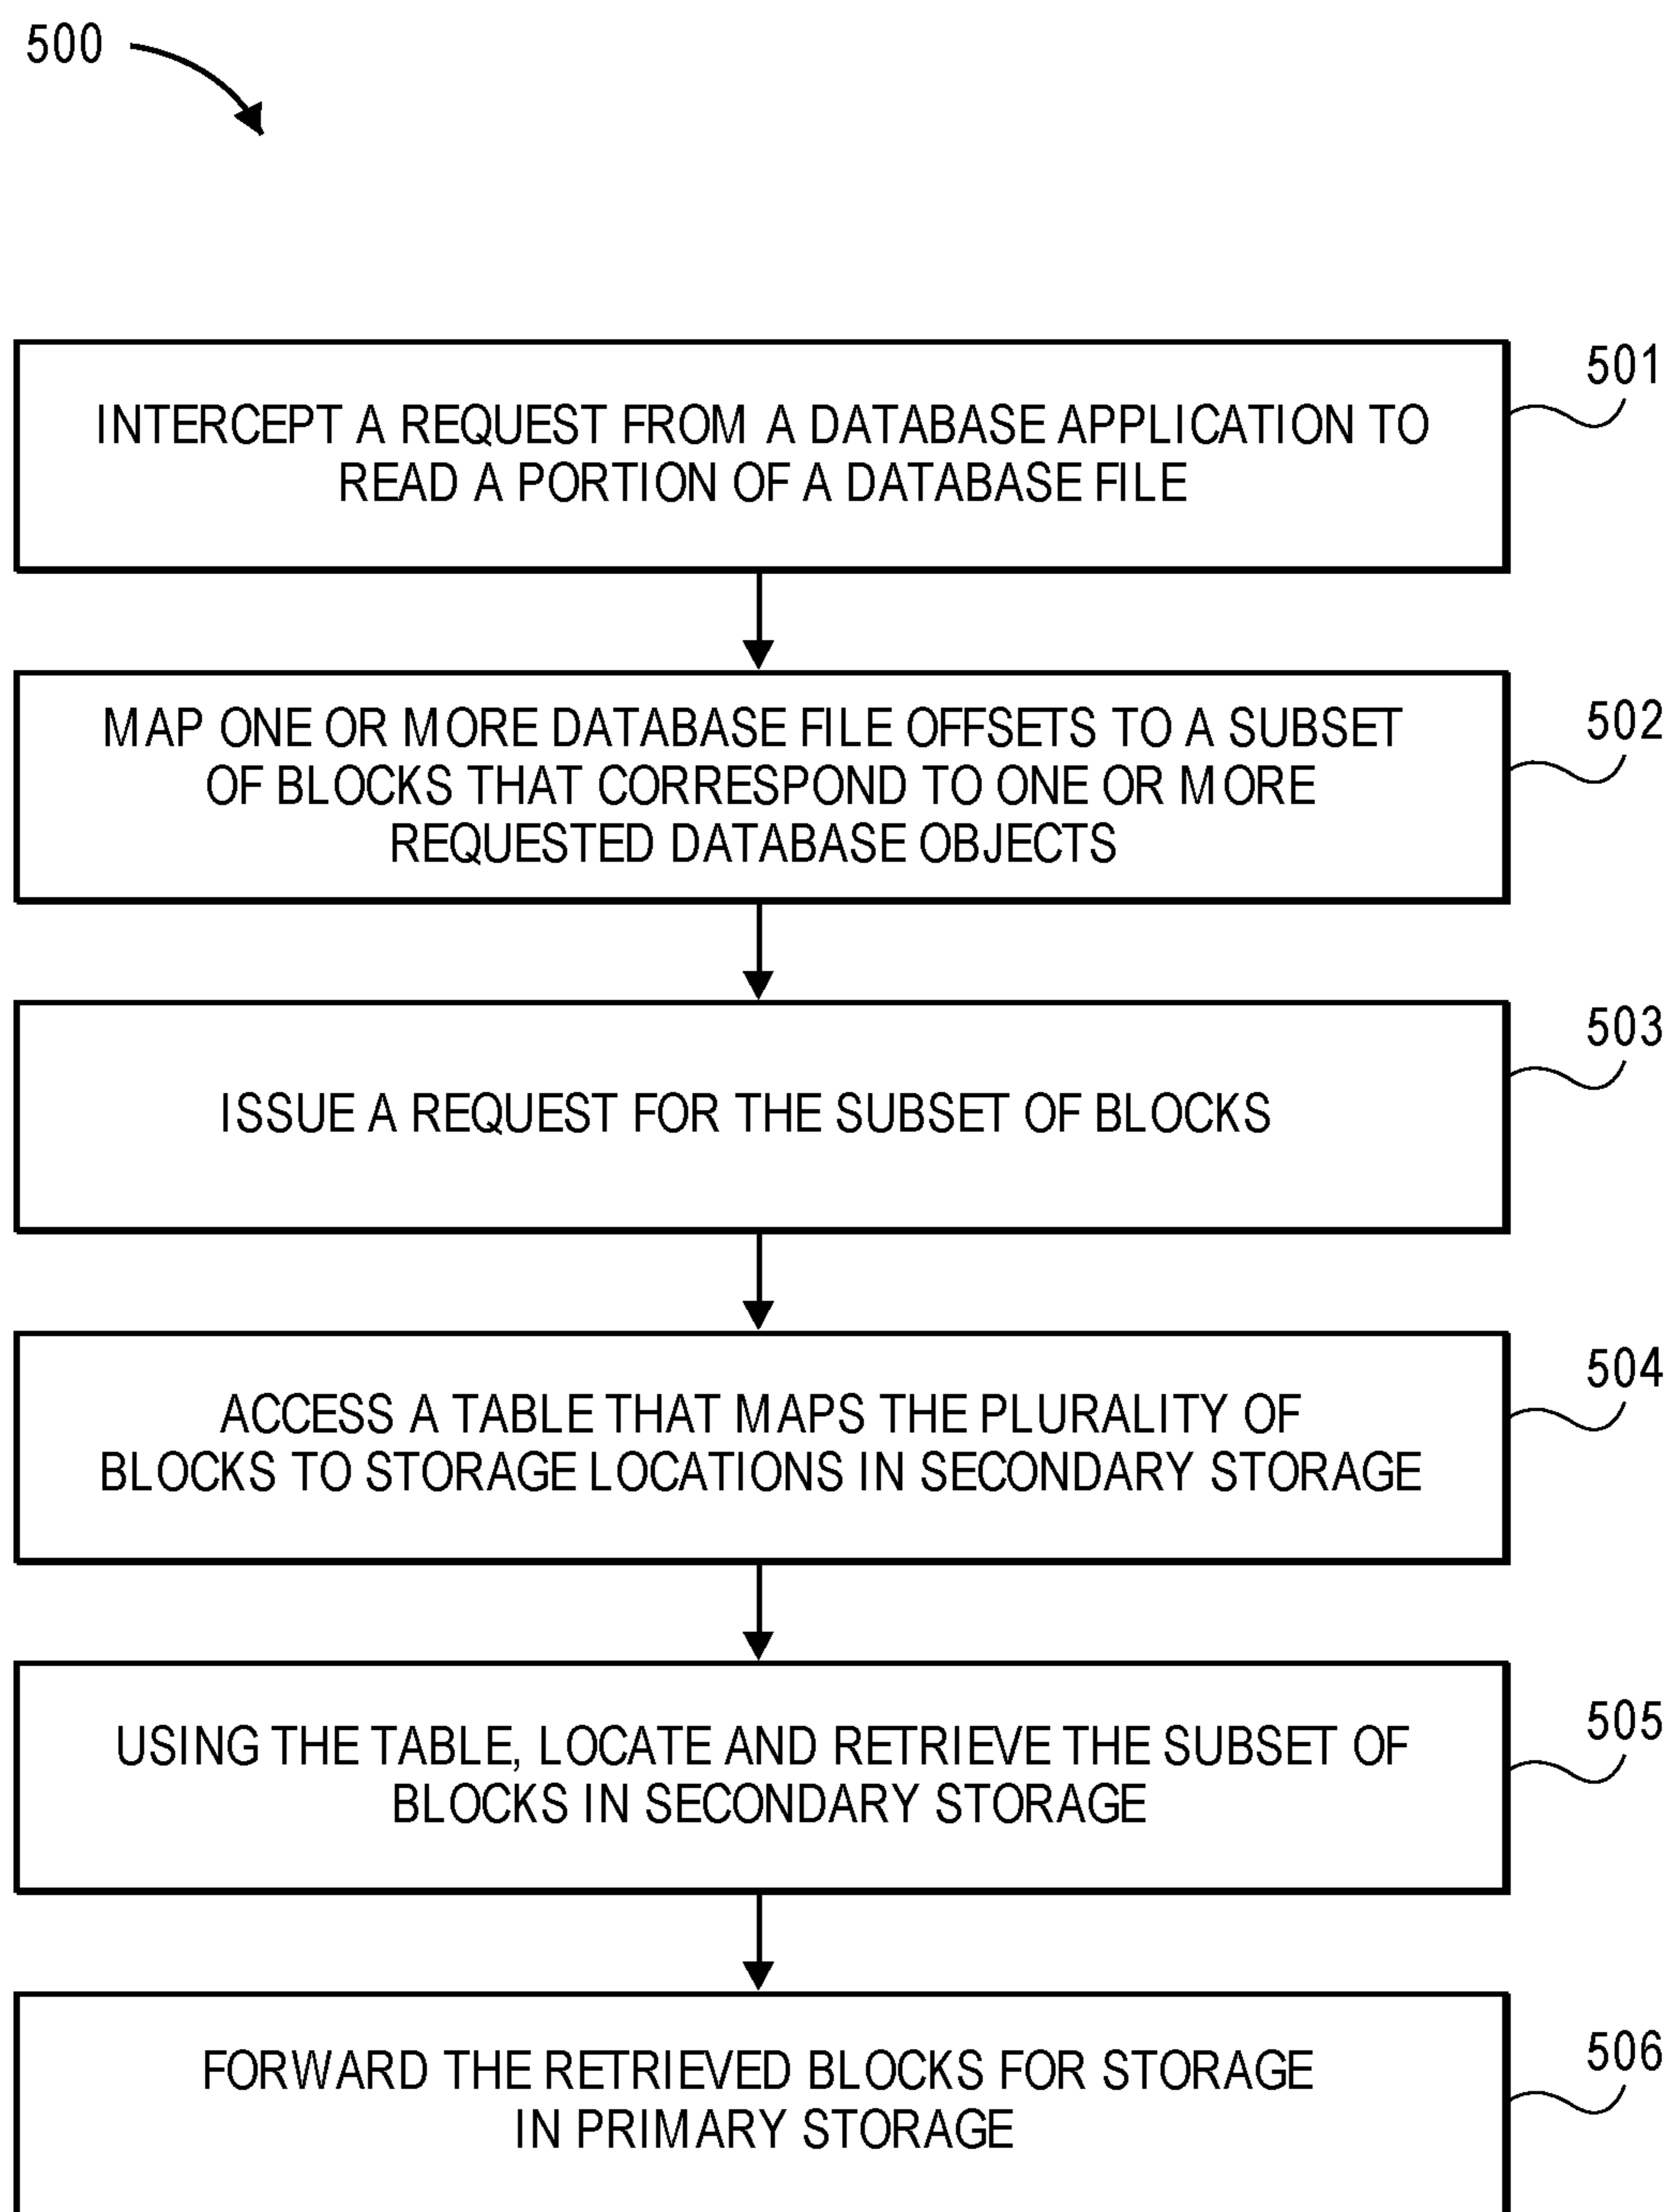 500
501
INTERCEPT A REQUEST FROM A DATABASE APPLICATION TO
READ A PORTION OF A DATABASE FILE
502
MAP ONE OR MORE DATABASE FILE OFFSETS TO A SUBSET
OF BLOCKS THAT CORRESPOND TO ONE OR MORE
REQUESTED DATABASE OBJECTS
503
ISSUE A REQUEST FOR THE SUBSET OF BLOCKS
504
ACCESS A TABLE THAT MAPS THE PLURALITY OF
BLOCKS TO STORAGE LOCATIONS IN SECONDARY STORAGE
505
USING THE TABLE, LOCATE AND RETRIEVE THE SUBSET OF
BLOCKS IN SECONDARY STORAGE
506
FORWARD THE RETRIEVED BLOCKS FOR STORAGE
IN PRIMARY STORAGE